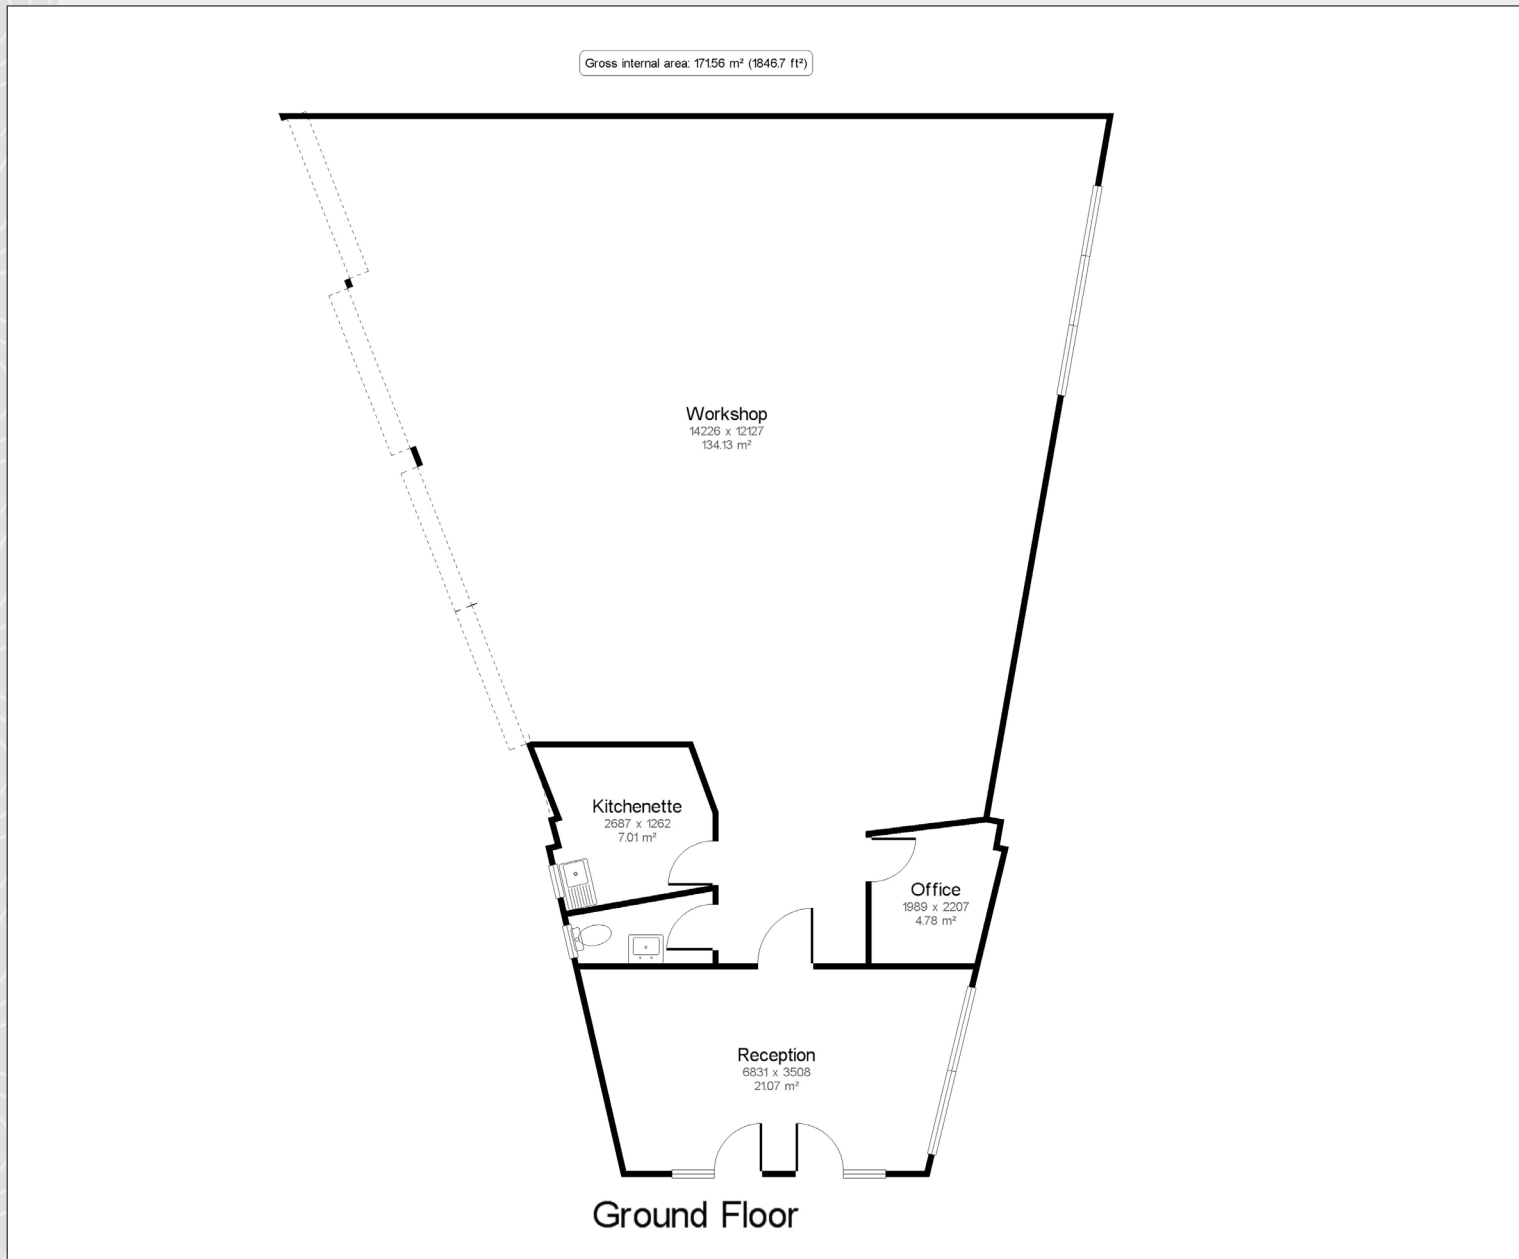 Gross internal area: 171.56 m² (1846.7 ft²)
Workshop
14226 x 12127
134.13 m²
Kitchenette
2687 x 1262
7.01 m²
Office
1989 x 2207
4.78 m²
Reception
6831 x 3508
21.07 m²
Ground Floor